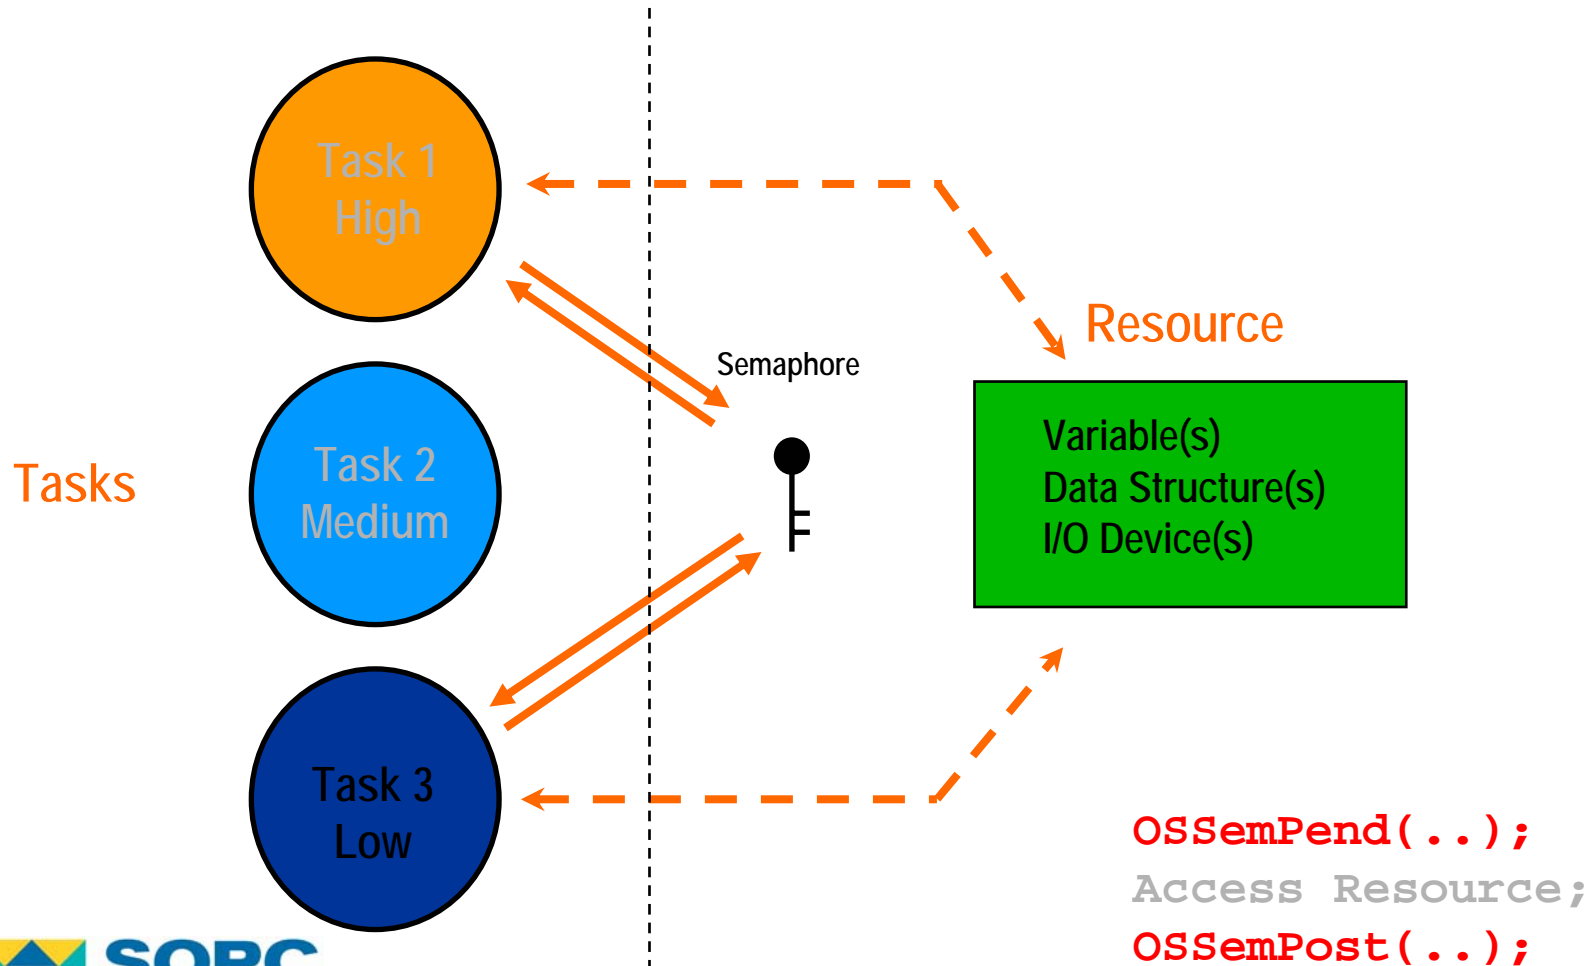 Task 1
High
Resource
Semaphore
Variable(s)
Data Structure(s)
I/O Device(s)
Tasks
Task 2
Medium
Task 3
Low
OSSemPend(..);
Access Resource;
OSSemPost(..);